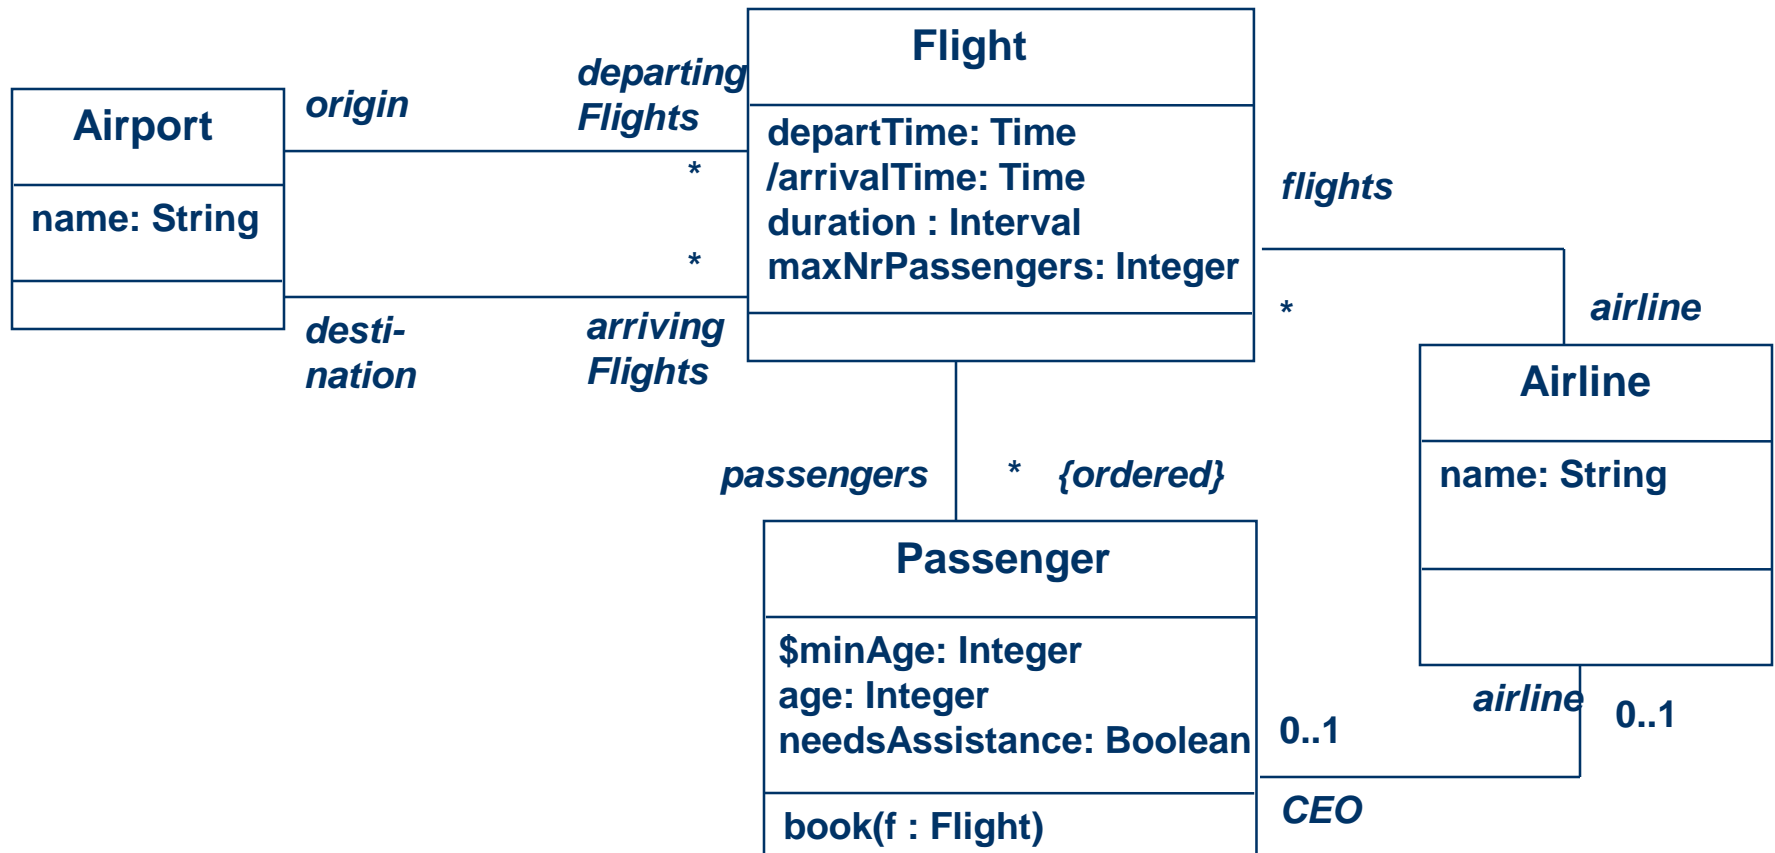 Flight
departTime: Time
/arrivalTime: Time
duration : Interval
maxNrPassengers: Integer
Airport
name: String
origin
departing
Flights
*
*
desti-
nation
arriving
Flights
flights
*
airline
Airline
name: String
passengers * {ordered}
Passenger
$minAge: Integer
age: Integer
needsAssistance: Boolean
book(f : Flight)
airline
0..1
0..1
CEO